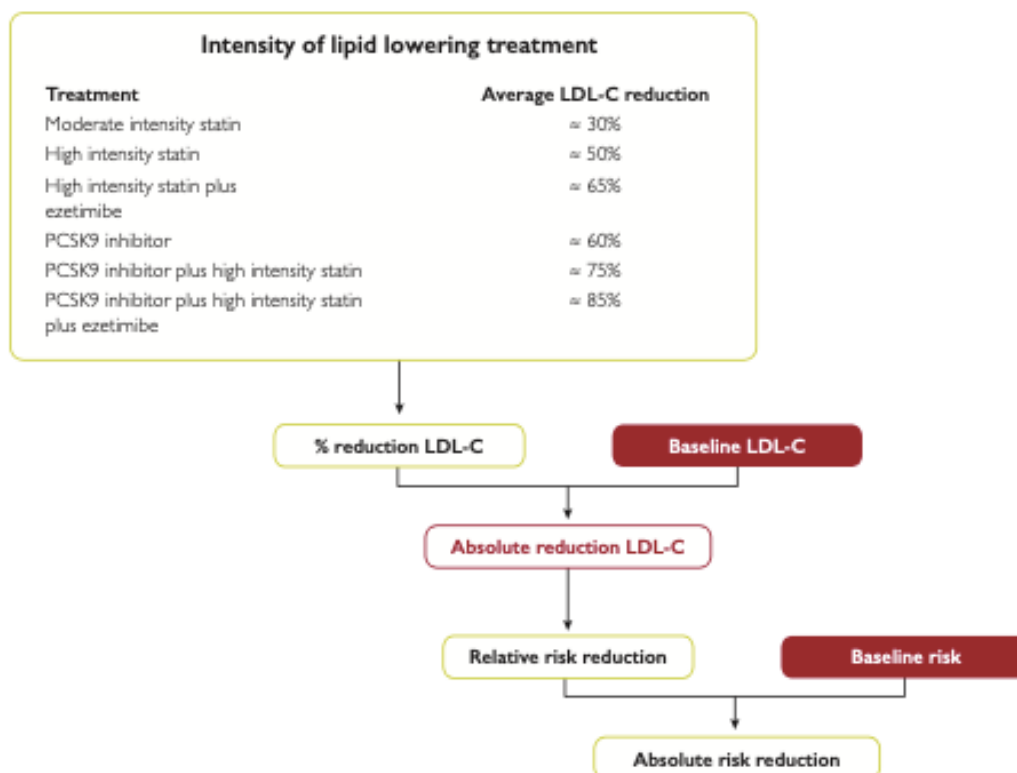 Intensity of lipid lowering treatment
Treatment Average LDL-C reduction
Moderate intensity statin ≈ 30%
High intensity statin ≈ 50%
High intensity statin plus ≈ 65%
ezetimibe
PCSK9 inhibitor ≈ 60%
PCSK9 inhibitor plus high intensity statin ≈ 75%
PCSK9 inhibitor plus high intensity statin ≈ 85%
plus ezetimibe
% reduction LDL-C Baseline LDL-C
Absolute reduction LDL-C
Relative risk reduction Baseline risk
Absolute risk reduction